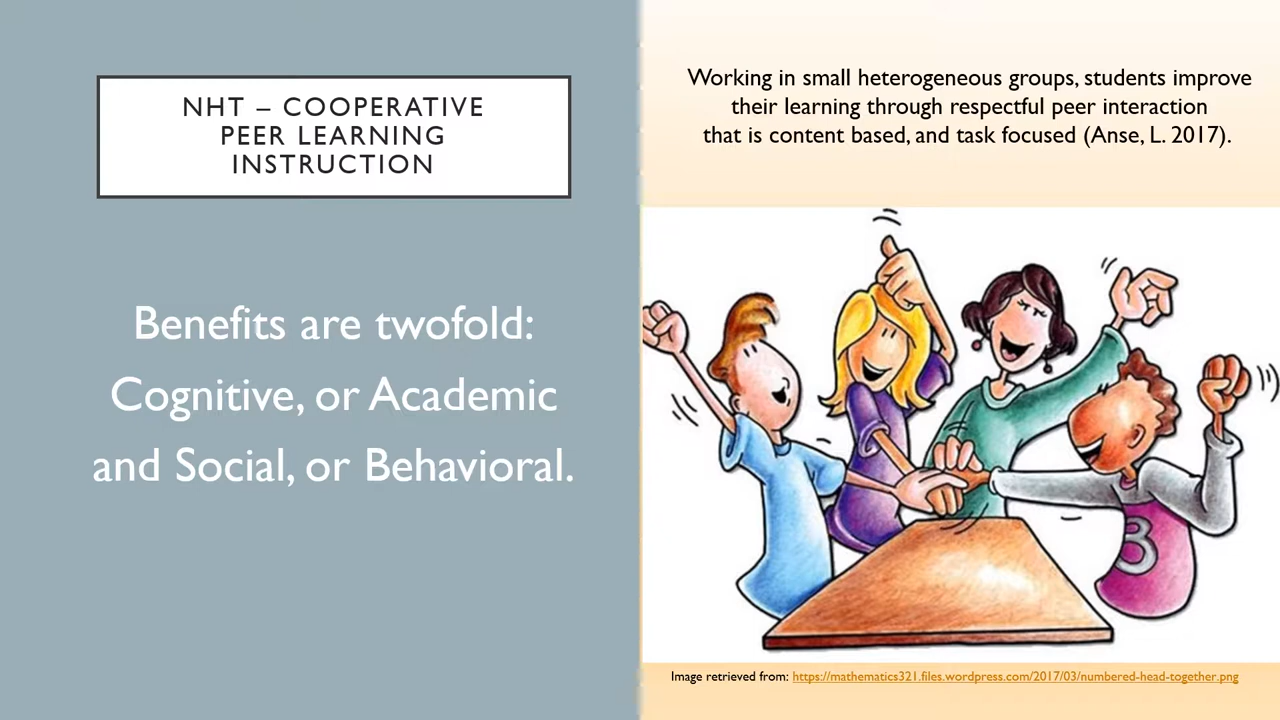 NHT – COOPERATIVE
PEER LEARNING
INSTRUCTION
Benefits are twofold:
Cognitive, or Academic
and Social, or Behavioral.
Working in small heterogeneous groups, students improve
their learning through respectful peer interaction
that is content based, and task focused (Anse, L. 2017).
3
Image retrieved from: https://mathematics321.files.wordpress.com/2017/03/numbered-head-together.png